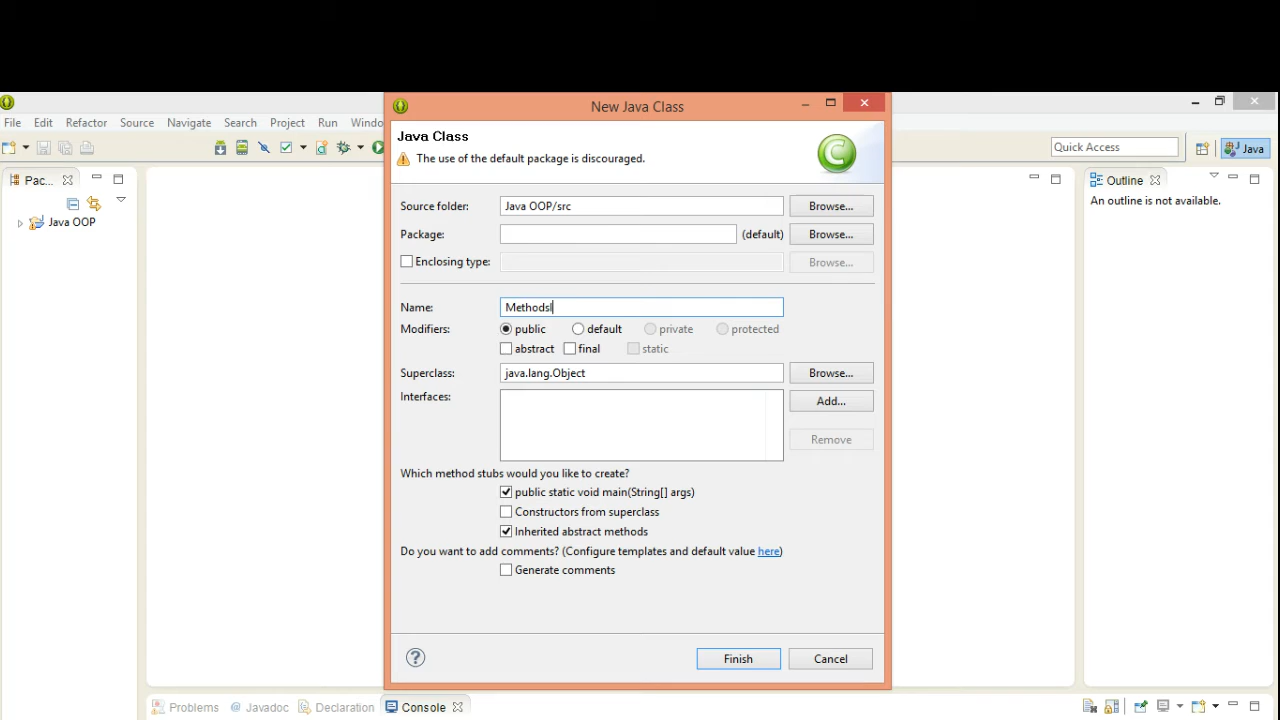 New Java Class
File Edit Refactor Source Navigate Search Project Run Windo
Java Class
The use of the default package is discouraged.
Quick Access
Java
Pac...
Java OOP
Outline
An outline is not available.
Source folder: Java OOP/src Browse...
Package: (default) Browse...
Enclosing type: Browse...
Name: Methods
Modifiers: public default private protected
abstract final static
Superclass: java.lang.Object Browse...
Interfaces: Add...
Remove
Which method stubs would you like to create?
public static void main(String[] args)
Constructors from superclass
Inherited abstract methods
Do you want to add comments? (Configure templates and default value here)
Generate comments
Finish Cancel
Problems Javadoc Declaration Console